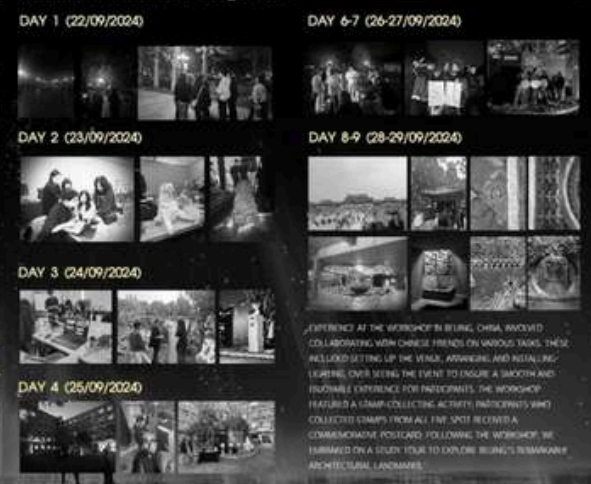 DAY 1 (22/09/2024)
DAY 2 (23/09/2024)
DAY 3 (24/09/2024)
DAY 4 (25/09/2024)
DAY 6-7 (26-27/09/2024)
DAY 8-9 (28-29/09/2024)
EXPERIENCE AT THE WORKSHOP IN BEIJING, CHINA, INVOLVED
COLLABORATING WITH CHINESE FRIENDS ON VARIOUS TASKS. THESE
INCLUDED SETTING UP THE VENUE, ARRANGING AND INSTALLING
LIGHTING, OVER SEEING THE EVENT TO ENSURE A SMOOTH AND
ENJOYABLE EXPERIENCE FOR PARTICIPANTS. THE WORKSHOP
FEATURED A STAMP-COLLECTING ACTIVITY; PARTICIPANTS WHO
COLLECTED STAMPS FROM ALL FIVE SPOT RECEIVED A
COMMEMORATIVE POSTCARD. FOLLOWING THE WORKSHOP, WE
EMBARKED ON A STUDY TOUR TO EXPLORE BEIJING'S REMARKABLE
ARCHITECTURAL LANDMARKS.